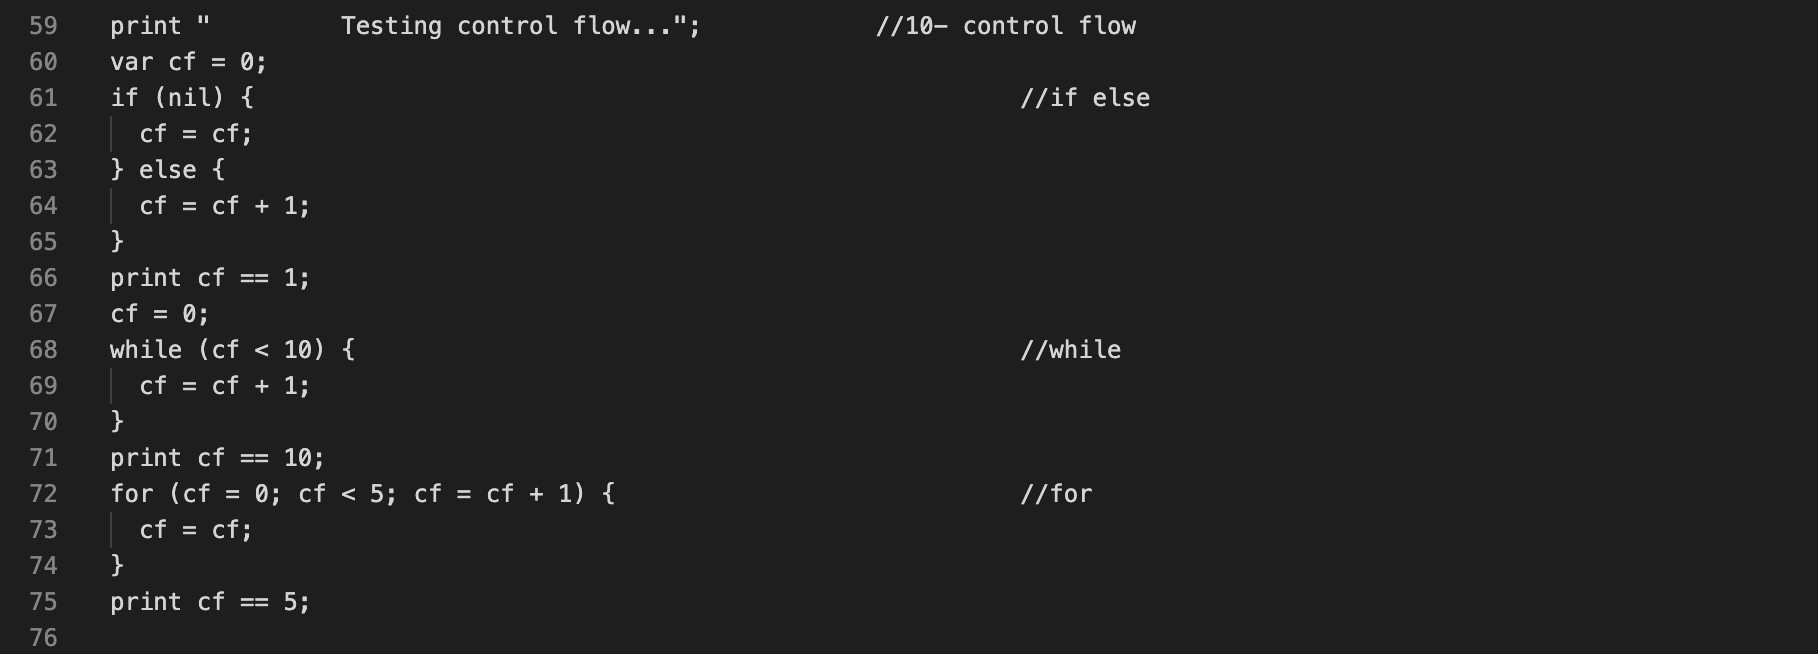 59 print "        Testing control flow...";            //10- control flow
60 var cf = 0;
61 if (nil) {                                                     //if else
62   cf = cf;
63 } else {
64   cf = cf + 1;
65 }
66 print cf == 1;
67 cf = 0;
68 while (cf < 10) {                                              //while
69   cf = cf + 1;
70 }
71 print cf == 10;
72 for (cf = 0; cf < 5; cf = cf + 1) {                            //for
73   cf = cf;
74 }
75 print cf == 5;
76